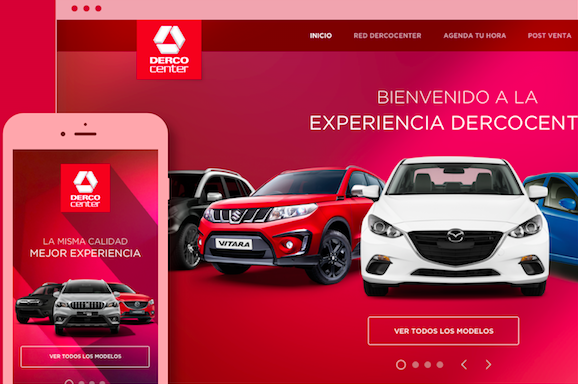 DERCO
center
INICIO
RED DERCOCENTER
AGENDA TU HORA
POST VENTA
BIENVENIDO A LA
EXPERIENCIA DERCOCENT
VITARA
VER TODOS LOS MODELOS
DERCO
center
LA MISMA CALIDAD
MEJOR EXPERIENCIA
VER TODOS LOS MODELOS